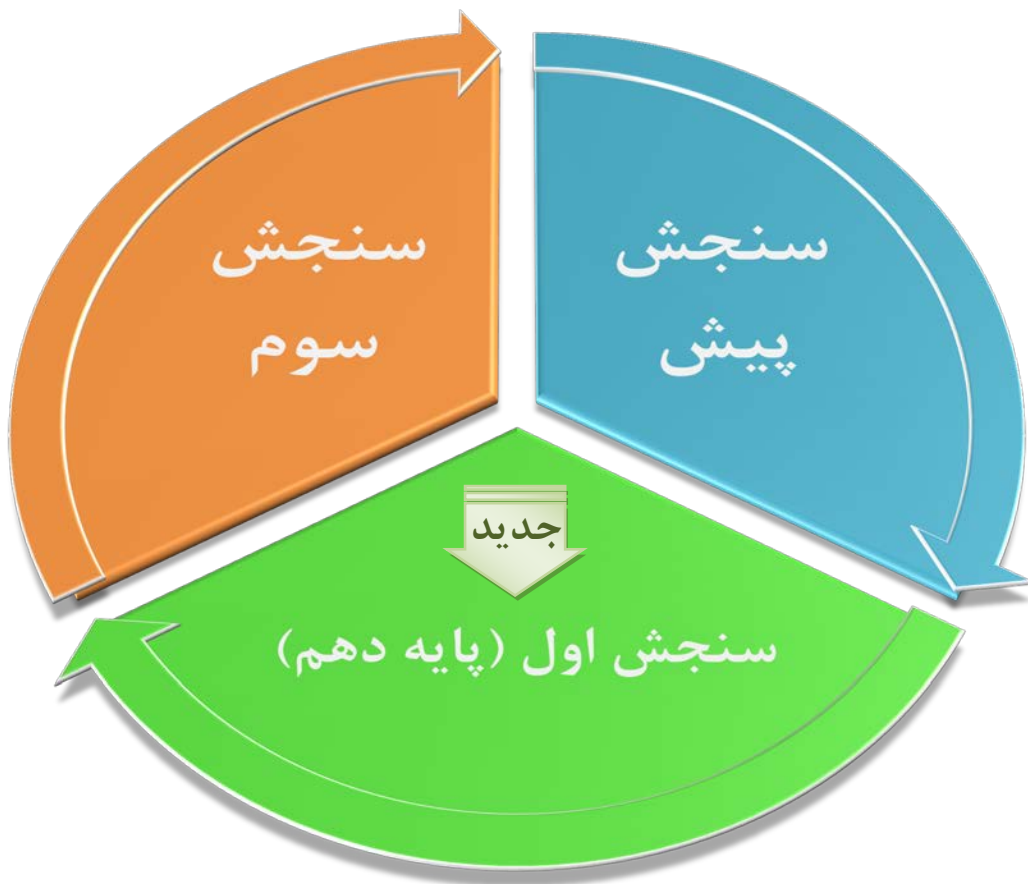 سنجش
پیش
سنجش
سوم
جدید
سنجش اول (پایه دهم)